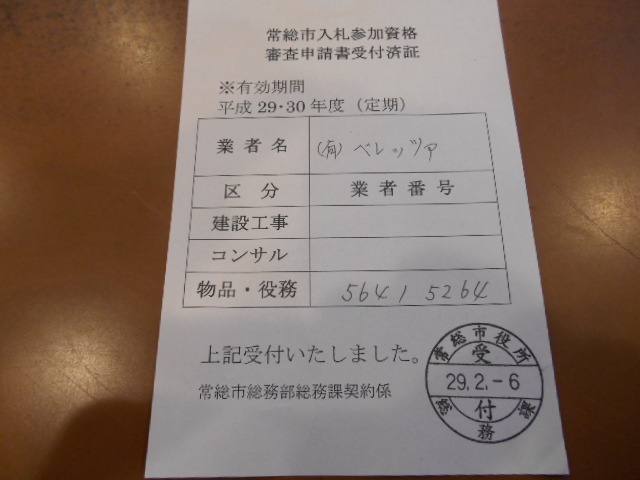 常総市入札参加資格
審査申請書受付済証
※有効期間
平成29・30年度（定期）
業者名 (有)ベレッツァ
区分 業者番号
建設工事
コンサル
物品・役務 5641 5264
上記受付いたしました。
常総市総務部総務課契約係
常総市役所
受
29.2.-6
付
総務課